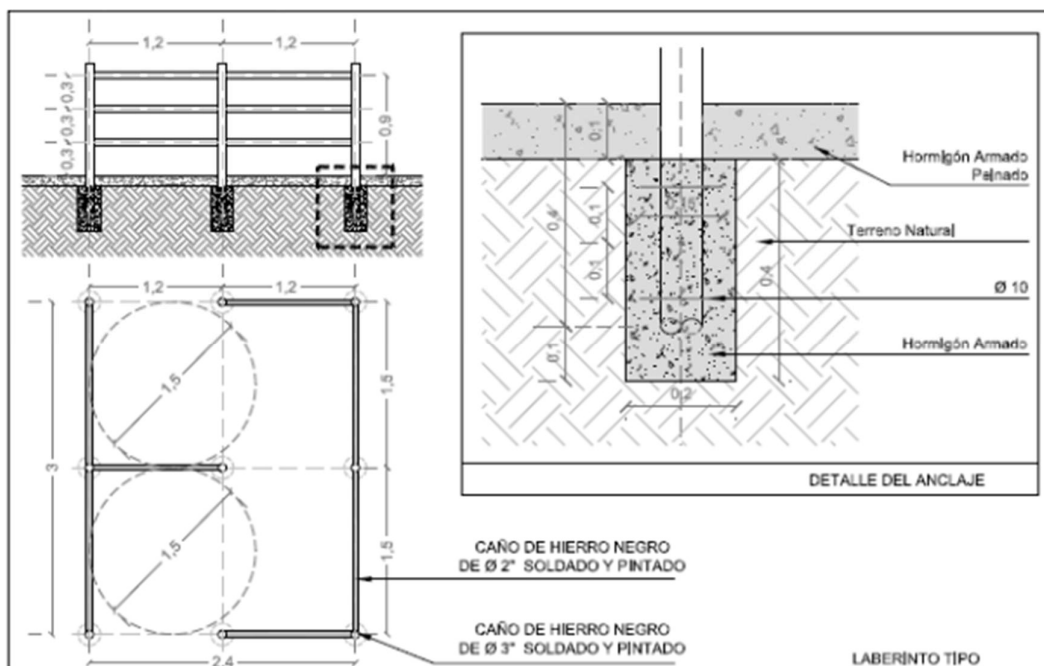 1,2 1,2
0,3
0,3
0,3
0,9
1,2 1,2
1,5
1,5
3
1,5
1,5
2,4
0,1
0,15
0,1
0,4
0,1
0,4
0,1
0,2
Hormigón Armado
Peinado
Terreno Natural
Ø 10
Hormigón Armado
DETALLE DEL ANCLAJE
CAÑO DE HIERRO NEGRO
DE Ø 2" SOLDADO Y PINTADO
CAÑO DE HIERRO NEGRO
DE Ø 3" SOLDADO Y PINTADO
LABERINTO TIPO